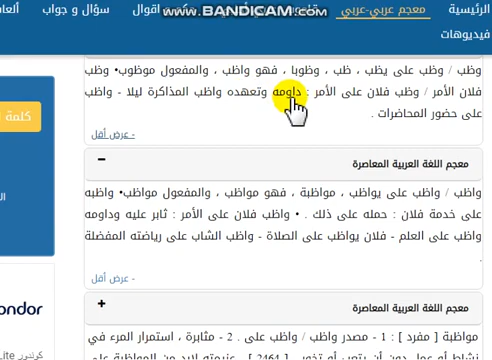 الرئيسية
معجم عربي-عربي
سؤال و جواب
WWW.BANDICAM.COM
فيديوهات
وظب / وظب على يظب ، ظب ، وظوبا ، فهو واظب ، والمفعول موظوب• وظب
فلان الأمر / وظب فلان على الأمر : داومه وتعهده واظب المذاكرة ليلا - واظب
على حضور المحاضرات .
- عرض أقل
معجم اللغة العربية المعاصرة
واظب / واظب على يواظب ، مواظبة ، فهو مواظب ، والمفعول مواظب• واظبه
على خدمة فلان : حمله على ذلك . • واظب فلان على الأمر : ثابر عليه وداومه
واظب على العلم - فلان يواظب على الصلاة - واظب الشاب على رياضته المفضلة
.
- عرض أقل
معجم اللغة العربية المعاصرة
مواظبة [ مفرد ] : 1 - مصدر واظب / واظب على . 2 - مثابرة ، استمرار المرء في
كلمة
ondor
كوندور Lite